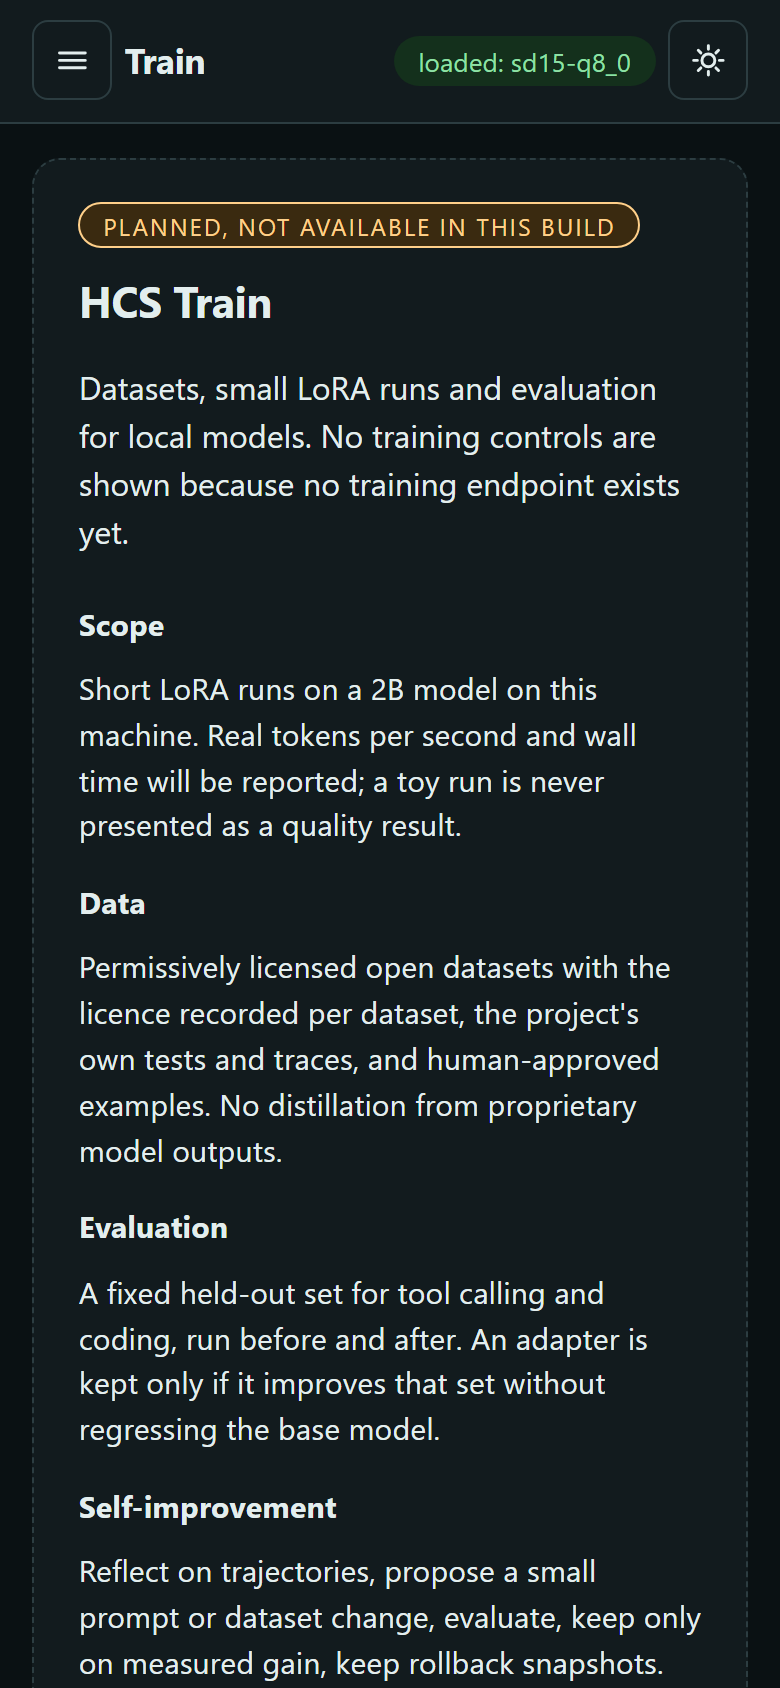 Train
loaded: sd15-q8_0
PLANNED, NOT AVAILABLE IN THIS BUILD
HCS Train
Datasets, small LoRA runs and evaluation
for local models. No training controls are
shown because no training endpoint exists
yet.
Scope
Short LoRA runs on a 2B model on this
machine. Real tokens per second and wall
time will be reported; a toy run is never
presented as a quality result.
Data
Permissively licensed open datasets with the
licence recorded per dataset, the project's
own tests and traces, and human-approved
examples. No distillation from proprietary
model outputs.
Evaluation
A fixed held-out set for tool calling and
coding, run before and after. An adapter is
kept only if it improves that set without
regressing the base model.
Self-improvement
Reflect on trajectories, propose a small
prompt or dataset change, evaluate, keep only
on measured gain, keep rollback snapshots.